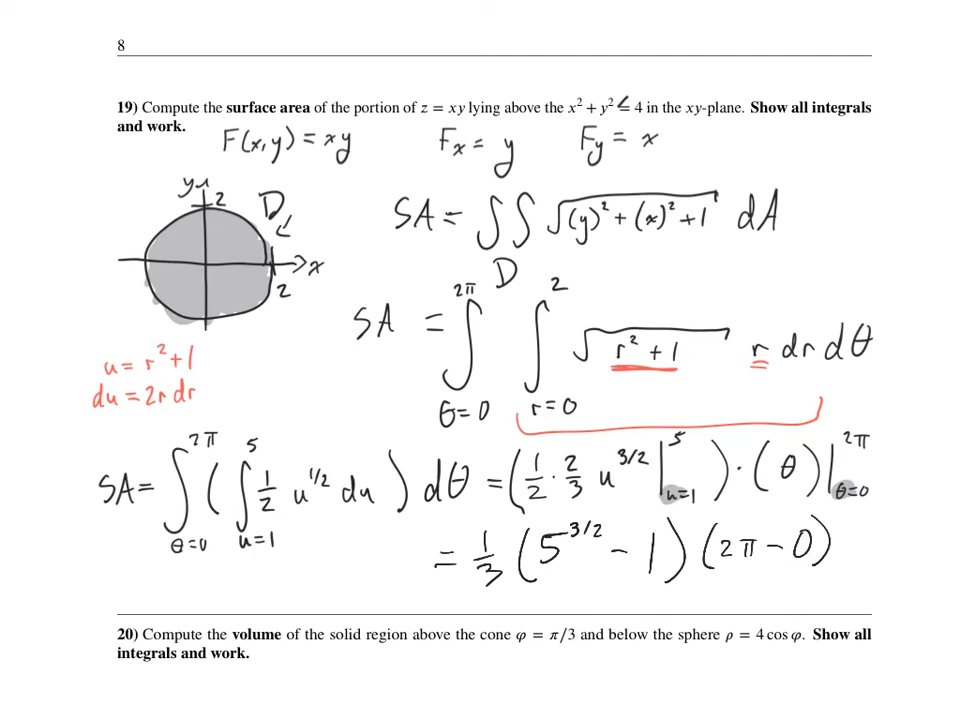 8
19) Compute the surface area of the portion of z = xy lying above the x² + y² ≤ 4 in the xy-plane. Show all integrals
and work.
F(x,y) = xy   Fx = y   Fy = x
y
2
D
x
2
SA = ∫∫ √((y)² + (x)² + 1) dA
D
SA = ∫_{θ=0}^{2π} ∫_{r=0}^{2} √(r² + 1) r dr dθ
u = r² + 1
du = 2r dr
SA = ∫_{θ=0}^{2π} ( ∫_{u=1}^{5} 1/2 u^{1/2} du ) dθ = ( 1/2 · 2/3 u^{3/2} |_{u=1}^{5} ) · (θ)|_{θ=0}^{2π}
= 1/3 (5^{3/2} − 1)(2π − 0)
20) Compute the volume of the solid region above the cone φ = π/3 and below the sphere ρ = 4 cos φ. Show all
integrals and work.